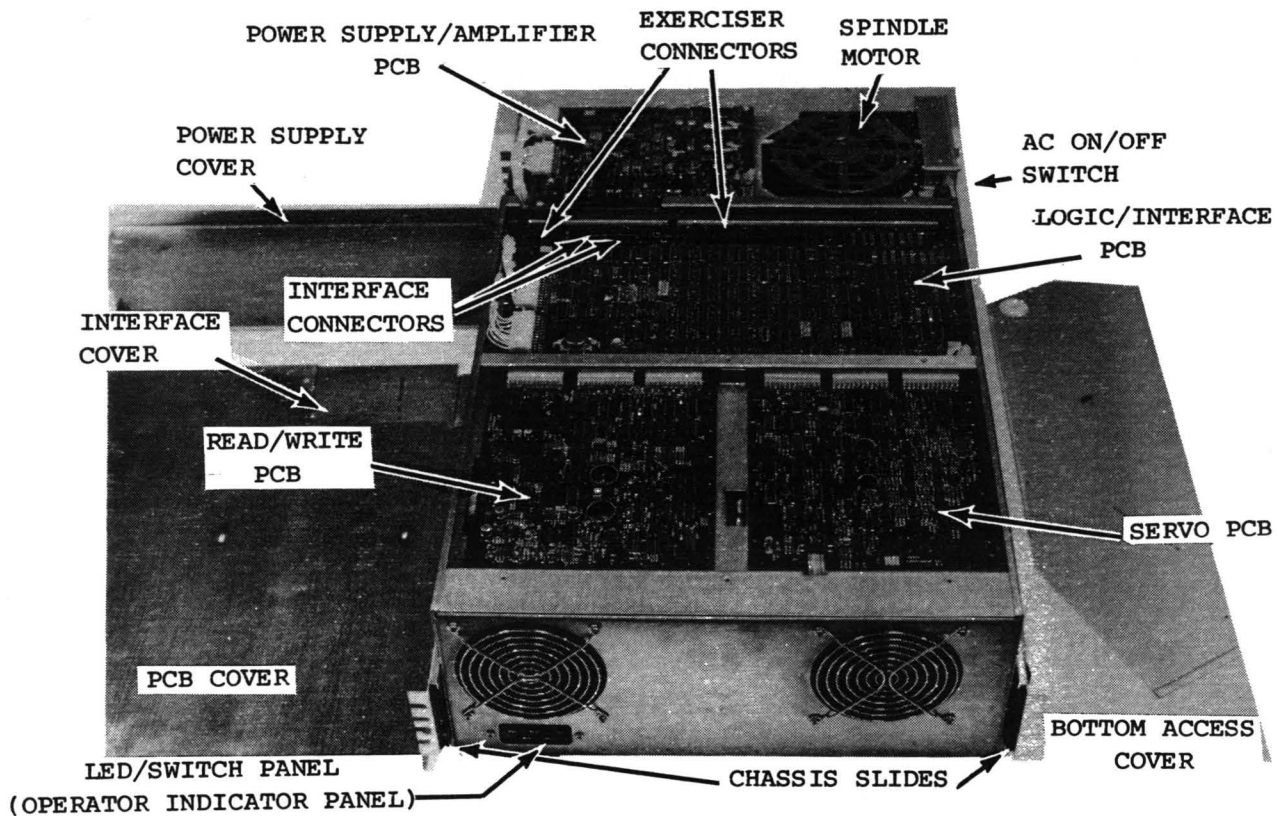 POWER SUPPLY/AMPLIFIER
PCB
EXERCISER
CONNECTORS
SPINDLE
MOTOR
POWER SUPPLY
COVER
AC ON/OFF
SWITCH
LOGIC/INTERFACE
PCB
INTERFACE
CONNECTORS
INTERFACE
COVER
READ/WRITE
PCB
SERVO PCB
PCB COVER
BOTTOM ACCESS
COVER
LED/SWITCH PANEL
(OPERATOR INDICATOR PANEL)
CHASSIS SLIDES